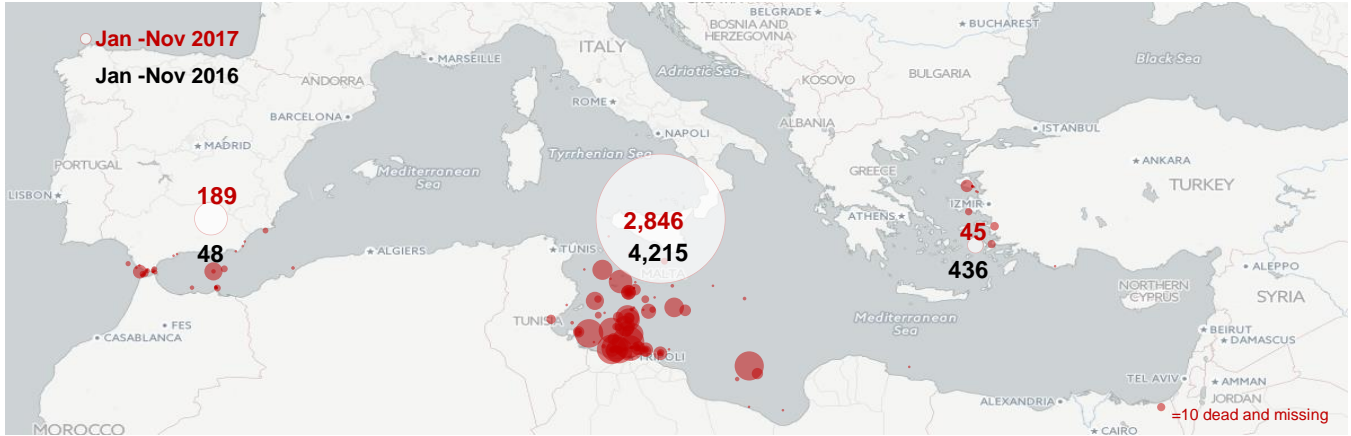 BELGRADE
BOSNIA AND
HERZEGOVINA
BUCHAREST
Jan -Nov 2017
ITALY
MARSEILLE
Black Sea
Adriatic Sea
Jan -Nov 2016
ANDORRA
KOSOVO
BULGARIA
ROME
BARCELONA
ALBANIA
ISTANBUL
NAPOLI
MADRID
Tyrrhenian Sea
PORTUGAL
Mediterranean
Sea
ANKARA
GREECE
TURKEY
LISBON
189
IZMIR
2,846
ATHENS
45
48
ALGIERS
TUNIS
4,215
436
MALTA
ALEPPO
NORTHERN
CYPRUS
SYRIA
TUNISIA
Mediterranean
Sea
FES
BEIRUT
CASABLANCA
DAMASCUS
TRIPOLI
TEL AVIV
AMMAN
JORDAN
ALEXANDRIA
=10 dead and missing
MOROCCO
CAIRO